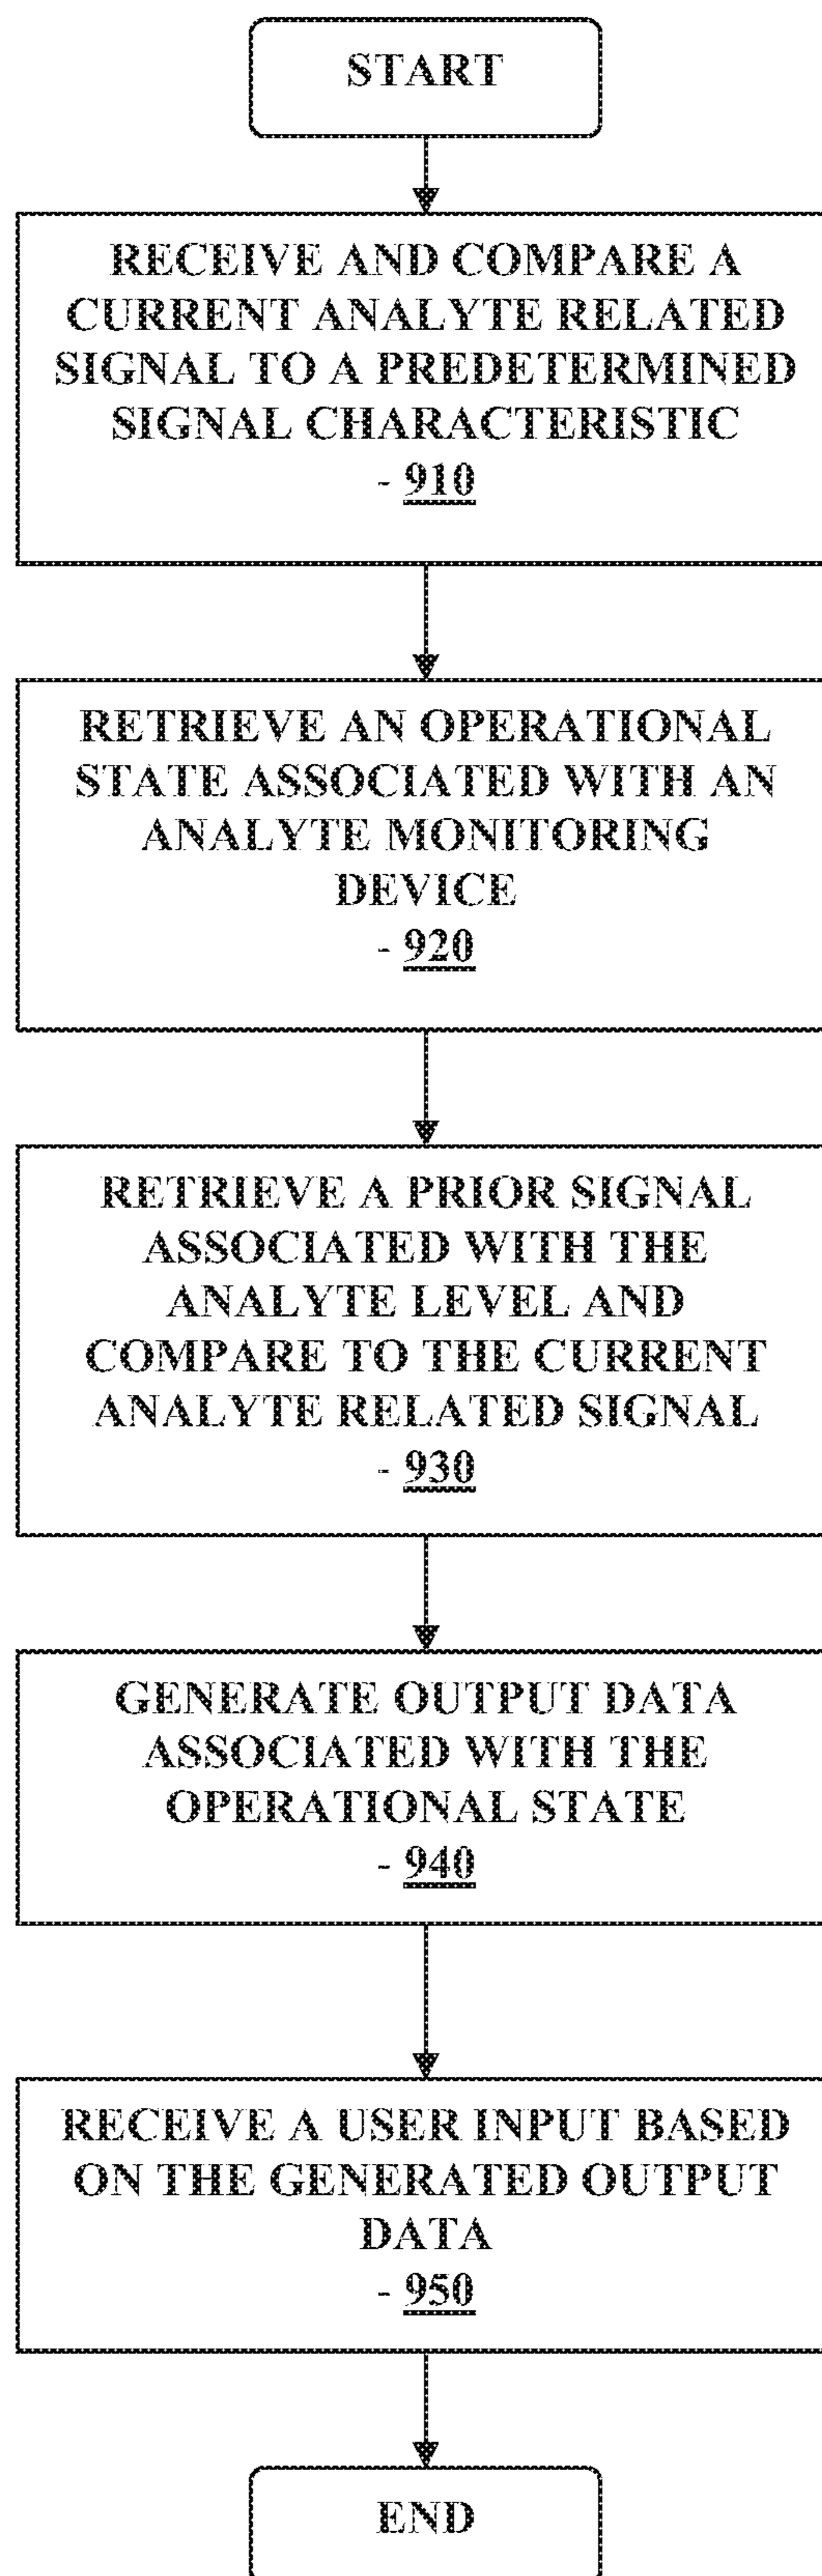 START
RECEIVE AND COMPARE A
CURRENT ANALYTE RELATED
SIGNAL TO A PREDETERMINED
SIGNAL CHARACTERISTIC
- 910
RETRIEVE AN OPERATIONAL
STATE ASSOCIATED WITH AN
ANALYTE MONITORING
DEVICE
- 920
RETRIEVE A PRIOR SIGNAL
ASSOCIATED WITH THE
ANALYTE LEVEL AND
COMPARE TO THE CURRENT
ANALYTE RELATED SIGNAL
- 930
GENERATE OUTPUT DATA
ASSOCIATED WITH THE
OPERATIONAL STATE
- 940
RECEIVE A USER INPUT BASED
ON THE GENERATED OUTPUT
DATA
- 950
END